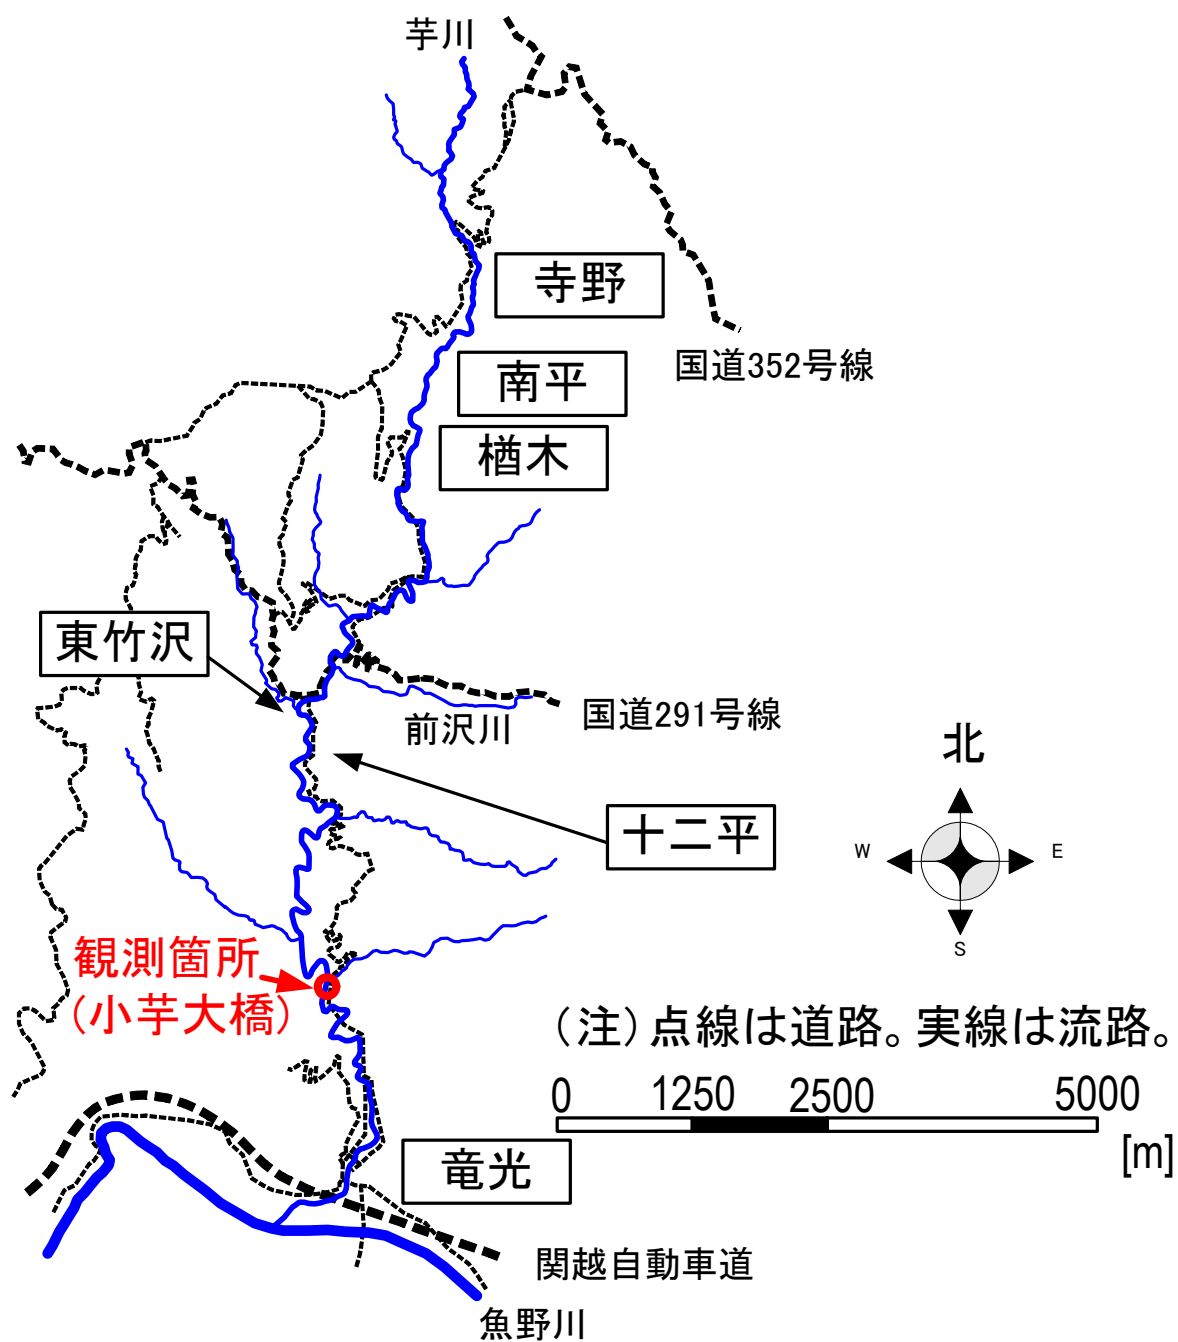 芋川
寺野
国道352号線
南平
楢木
東竹沢
国道291号線
前沢川
北
十二平
W
E
S
観測箇所
(小芋大橋)
(注)点線は道路。実線は流路。
0 1250 2500 5000
[m]
竜光
関越自動車道
魚野川